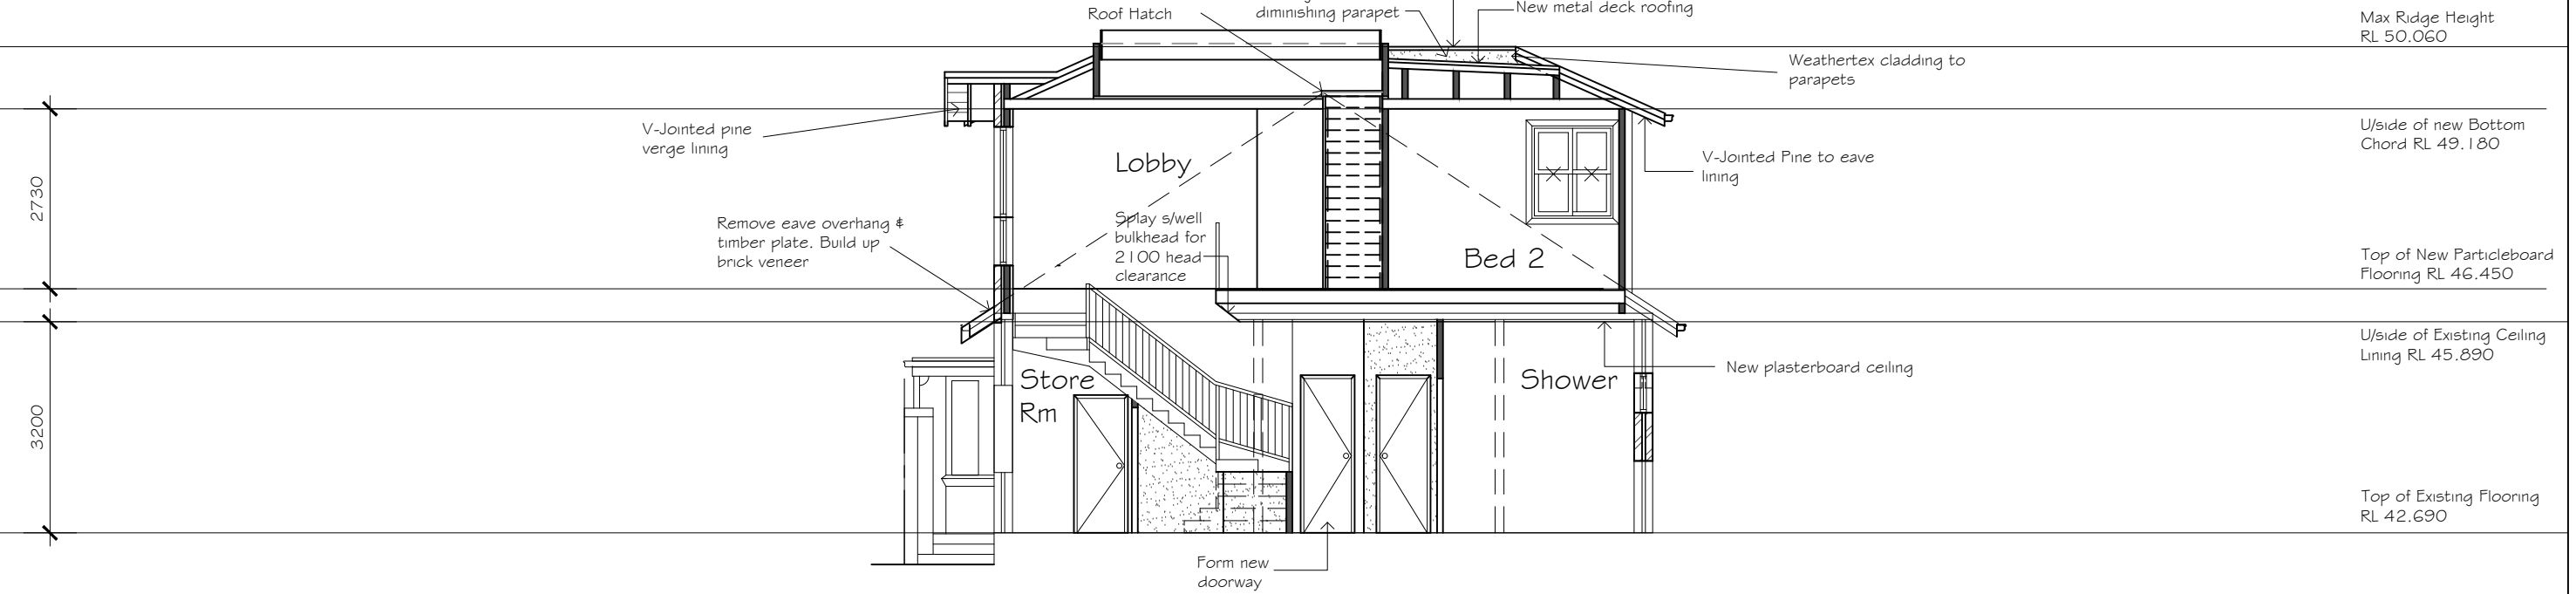 Roof Hatch
diminishing parapet
New metal deck roofing
Max Ridge Height
RL 50.060
Weathertex cladding to
parapets
V-Jointed pine
verge lining
U/side of new Bottom
Chord RL 49.180
Lobby
V-Jointed Pine to eave
lining
2730
Remove eave overhang &
timber plate. Build up
brick veneer
Splay s/well
bulkhead for
2100 head
clearance
Bed 2
Top of New Particleboard
Flooring RL 46.450
U/side of Existing Ceiling
Lining RL 45.890
New plasterboard ceiling
Store
Rm
Shower
3200
Top of Existing Flooring
RL 42.690
Form new
doorway